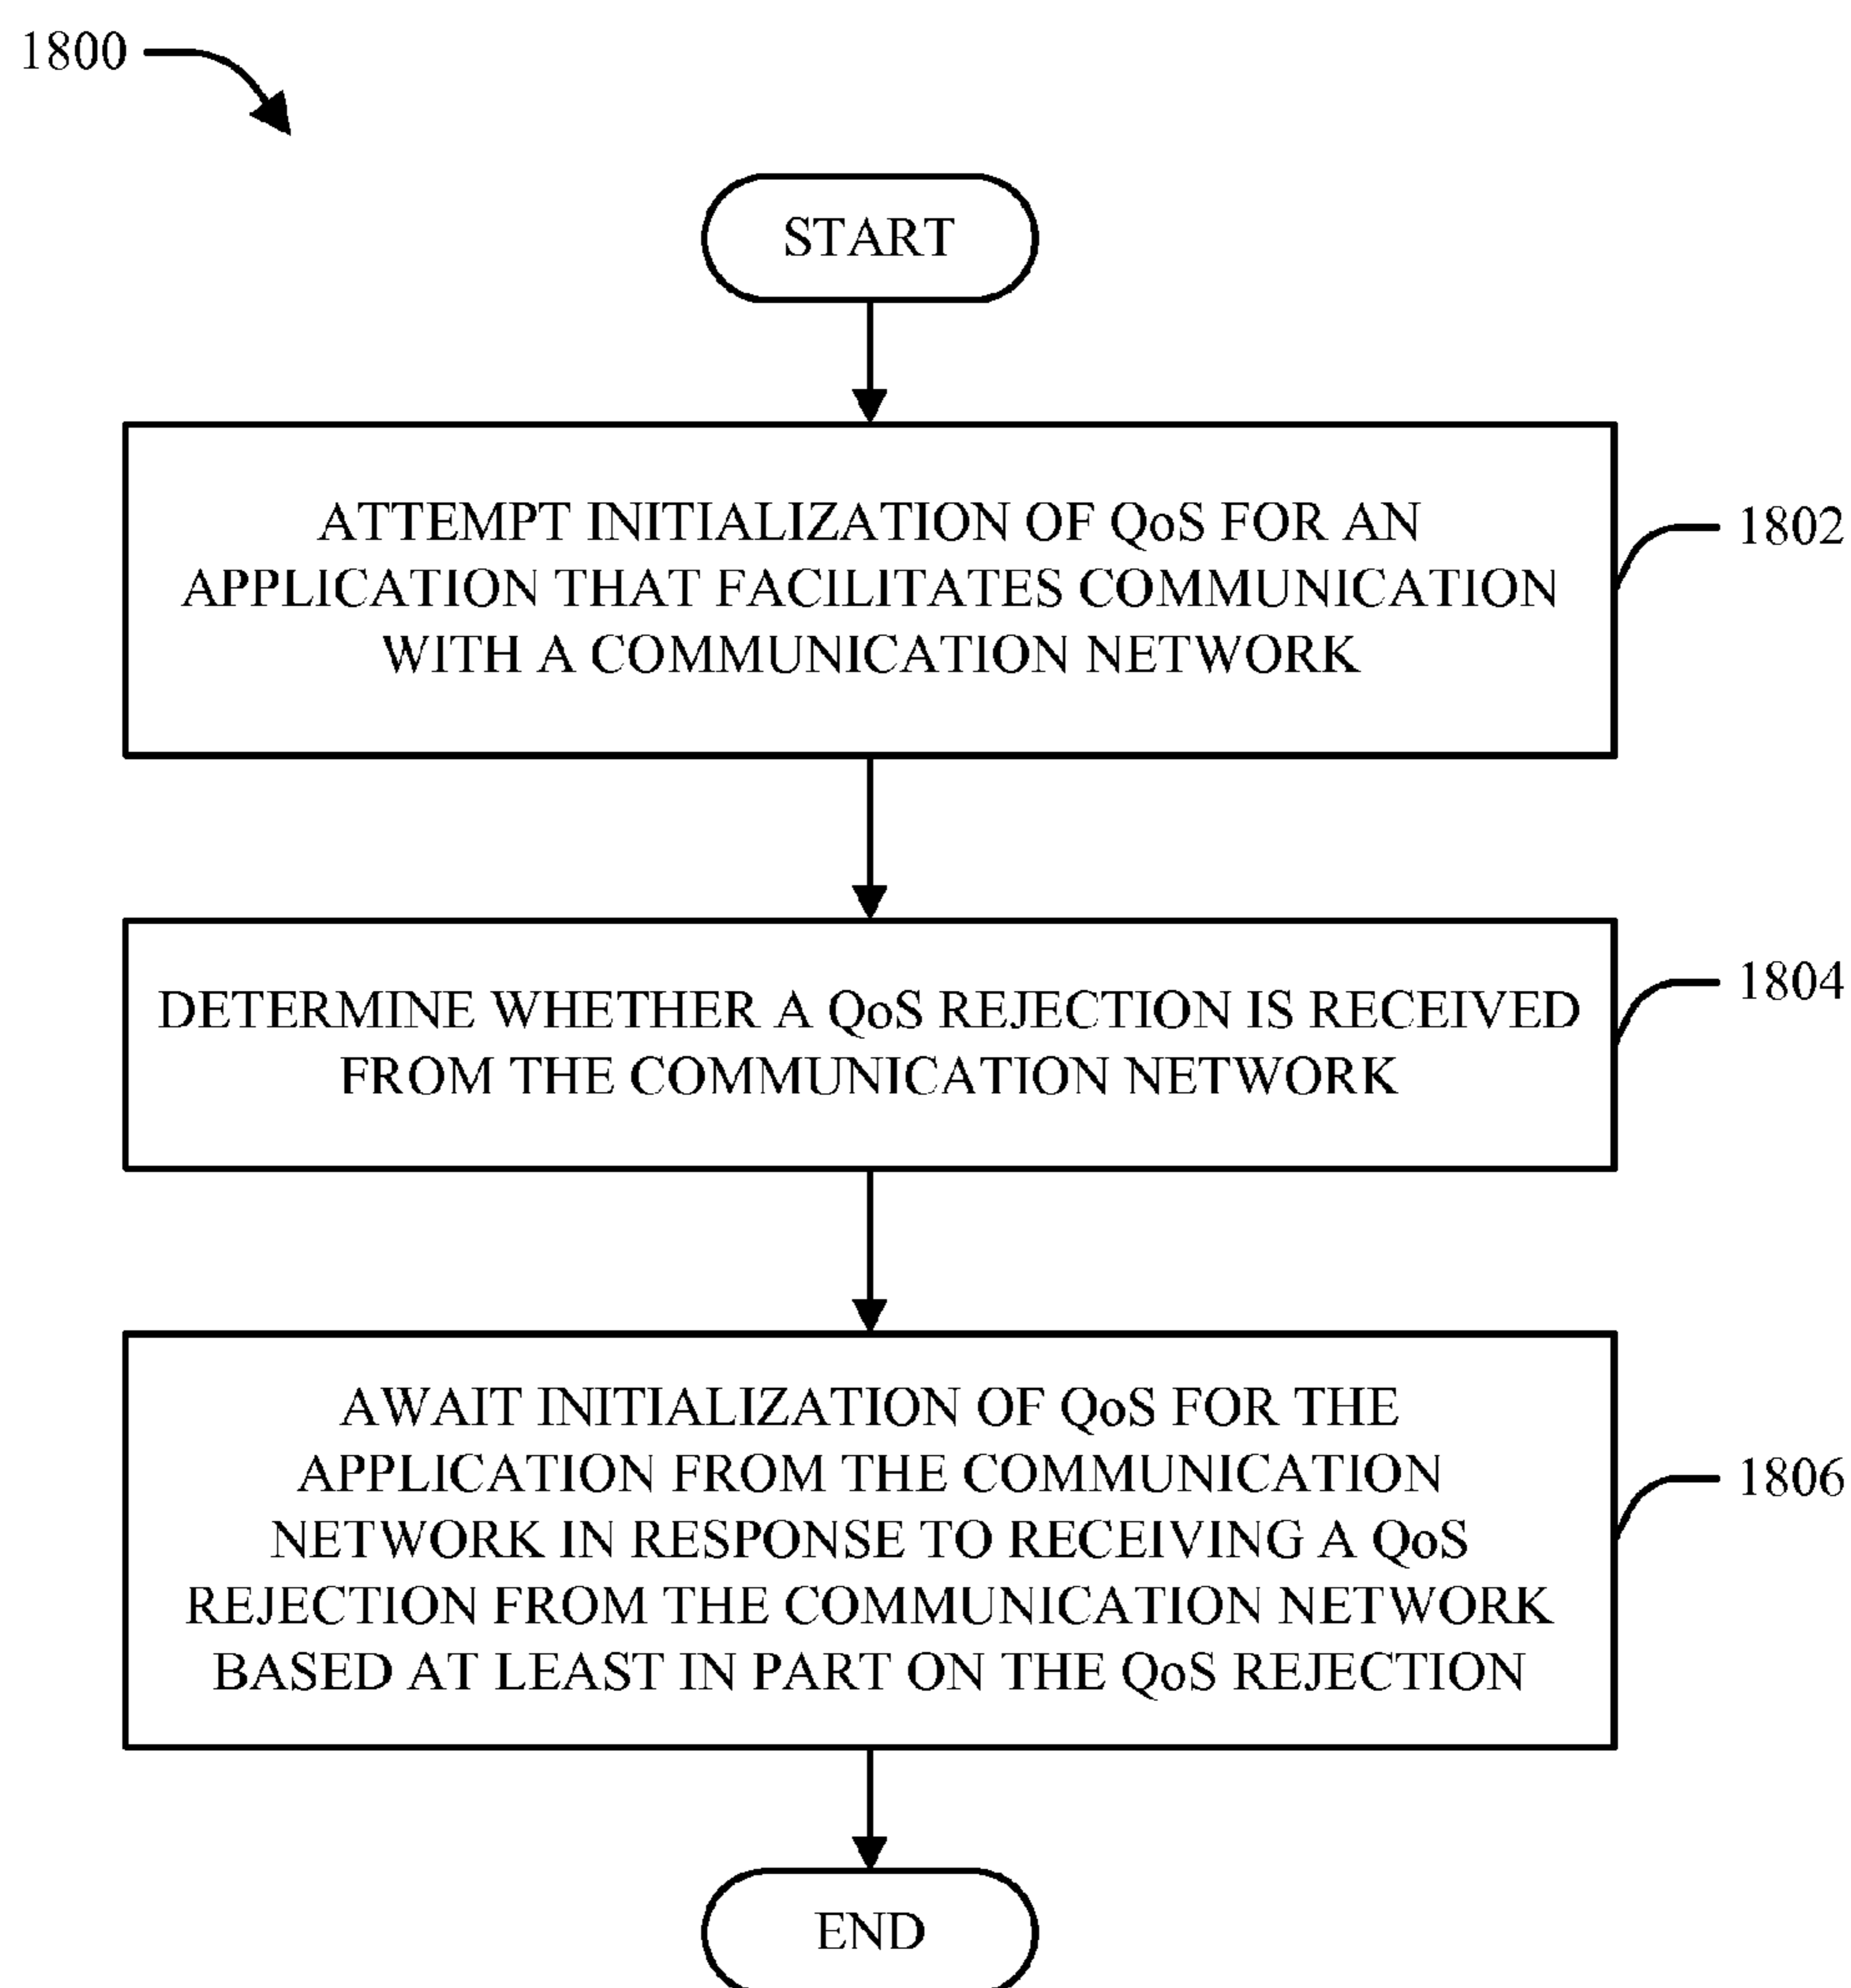 1800
START
ATTEMPT INITIALIZATION OF QoS FOR AN
APPLICATION THAT FACILITATES COMMUNICATION
WITH A COMMUNICATION NETWORK
1802
DETERMINE WHETHER A QoS REJECTION IS RECEIVED
FROM THE COMMUNICATION NETWORK
1804
AWAIT INITIALIZATION OF QoS FOR THE
APPLICATION FROM THE COMMUNICATION
NETWORK IN RESPONSE TO RECEIVING A QoS
REJECTION FROM THE COMMUNICATION NETWORK
BASED AT LEAST IN PART ON THE QoS REJECTION
1806
END